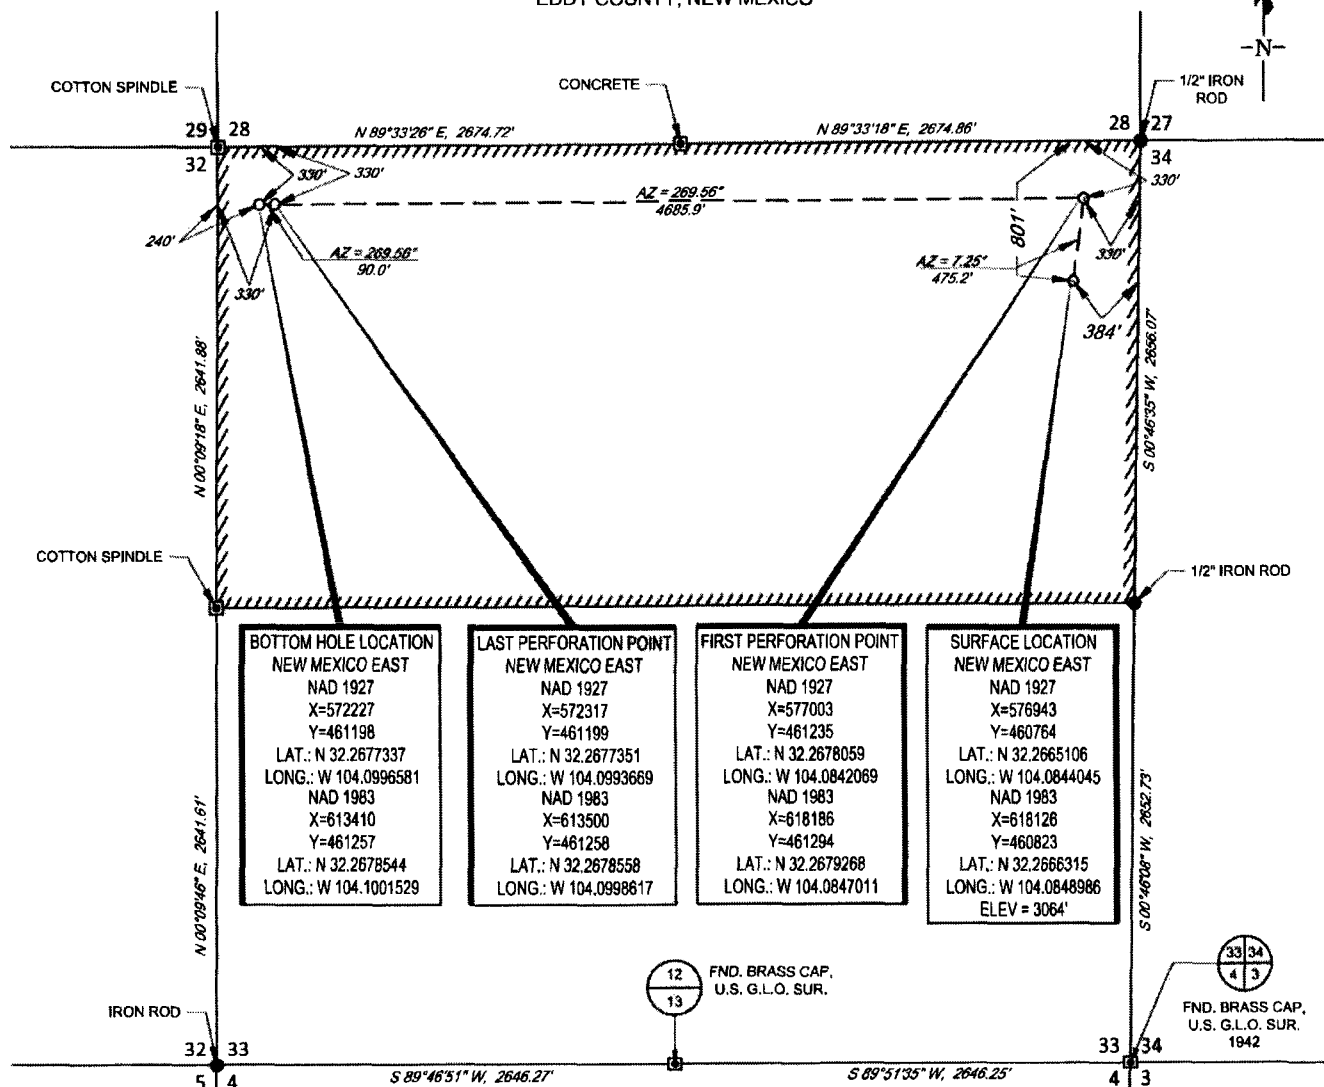 EDDY COUNTY, NEW MEXICO
-N-
COTTON SPINDLE
CONCRETE
1/2" IRON
ROD
29 28
N 89°33'26" E, 2674.72'
N 89°33'18" E, 2674.86'
28 27
32
34
330'
330'
AZ = 269.56°
4685.9'
801'
330'
240'
AZ = 269.56°
90.0'
330'
AZ = 7.25°
475.2'
330'
384'
N 00°09'18" E, 2641.88'
S 00°46'35" W, 2656.07'
COTTON SPINDLE
1/2" IRON ROD
BOTTOM HOLE LOCATION
NEW MEXICO EAST
NAD 1927
X=572227
Y=461198
LAT.: N 32.2677337
LONG.: W 104.0996581
NAD 1983
X=613410
Y=461257
LAT.: N 32.2678544
LONG.: W 104.1001529
LAST PERFORATION POINT
NEW MEXICO EAST
NAD 1927
X=572317
Y=461199
LAT.: N 32.2677351
LONG.: W 104.0993669
NAD 1983
X=613500
Y=461258
LAT.: N 32.2678558
LONG.: W 104.0998617
FIRST PERFORATION POINT
NEW MEXICO EAST
NAD 1927
X=577003
Y=461235
LAT.: N 32.2678059
LONG.: W 104.0842069
NAD 1983
X=618186
Y=461294
LAT.: N 32.2679268
LONG.: W 104.0847011
SURFACE LOCATION
NEW MEXICO EAST
NAD 1927
X=576943
Y=460764
LAT.: N 32.2665106
LONG.: W 104.0844045
NAD 1983
X=618126
Y=460823
LAT.: N 32.2666315
LONG.: W 104.0848986
ELEV = 3064'
N 00°09'46" E, 2641.61'
S 00°46'08" W, 2652.73'
12
13
FND. BRASS CAP,
U.S. G.L.O. SUR.
33 34
4 3
FND. BRASS CAP,
U.S. G.L.O. SUR.
1942
IRON ROD
32 33
5 4
S 89°46'51" W, 2646.27'
S 89°51'35" W, 2646.25'
33 34
4 3